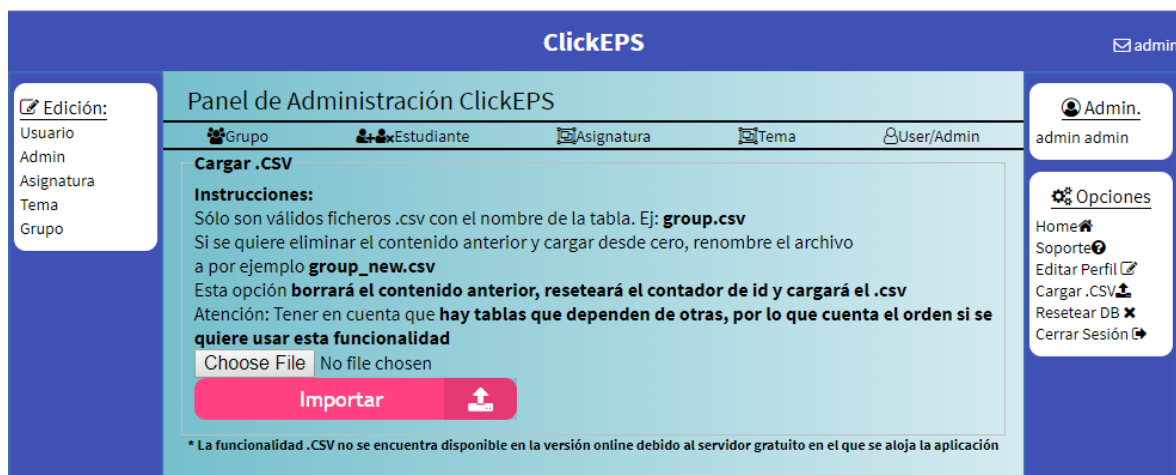 ClickEPS
admin
Edición:
Usuario
Admin
Asignatura
Tema
Grupo
Panel de Administración ClickEPS
Grupo Estudiante Asignatura Tema User/Admin
Cargar .CSV
Instrucciones:
Sólo son válidos ficheros .csv con el nombre de la tabla. Ej: group.csv
Si se quiere eliminar el contenido anterior y cargar desde cero, renombre el archivo
a por ejemplo group_new.csv
Esta opción borrará el contenido anterior, reseteará el contador de id y cargará el .csv
Atención: Tener en cuenta que hay tablas que dependen de otras, por lo que cuenta el orden si se
quiere usar esta funcionalidad
Choose File No file chosen
Importar
* La funcionalidad .CSV no se encuentra disponible en la versión online debido al servidor gratuito en el que se aloja la aplicación
Admin.
admin admin
Opciones
Home
Soporte
Editar Perfil
Cargar .CSV
Resetear DB
Cerrar Sesión